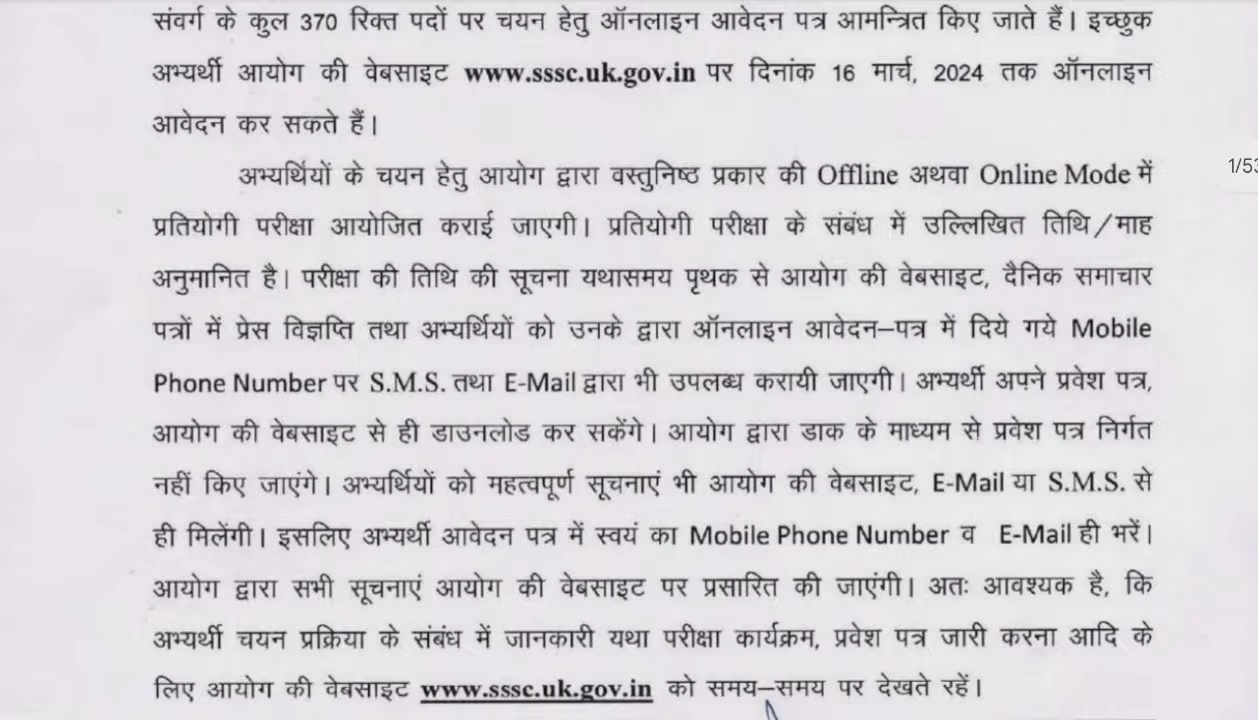 संवर्ग के कुल 370 रिक्त पदों पर चयन हेतु ऑनलाइन आवेदन पत्र आमन्त्रित किए जाते हैं। इच्छुक
अभ्यर्थी आयोग की वेबसाइट www.sssc.uk.gov.in पर दिनांक 16 मार्च, 2024 तक ऑनलाइन
आवेदन कर सकते हैं।
अभ्यर्थियों के चयन हेतु आयोग द्वारा वस्तुनिष्ठ प्रकार की Offline अथवा Online Mode में
1/53
प्रतियोगी परीक्षा आयोजित कराई जाएगी। प्रतियोगी परीक्षा के संबंध में उल्लिखित तिथि/माह
अनुमानित है। परीक्षा की तिथि की सूचना यथासमय पृथक से आयोग की वेबसाइट, दैनिक समाचार
पत्रों में प्रेस विज्ञप्ति तथा अभ्यर्थियों को उनके द्वारा ऑनलाइन आवेदन–पत्र में दिये गये Mobile
Phone Number पर S.M.S. तथा E-Mail द्वारा भी उपलब्ध करायी जाएगी। अभ्यर्थी अपने प्रवेश पत्र,
आयोग की वेबसाइट से ही डाउनलोड कर सकेंगे। आयोग द्वारा डाक के माध्यम से प्रवेश पत्र निर्गत
नहीं किए जाएंगे। अभ्यर्थियों को महत्वपूर्ण सूचनाएं भी आयोग की वेबसाइट, E-Mail या S.M.S. से
ही मिलेंगी। इसलिए अभ्यर्थी आवेदन पत्र में स्वयं का Mobile Phone Number व E-Mail ही भरें।
आयोग द्वारा सभी सूचनाएं आयोग की वेबसाइट पर प्रसारित की जाएंगी। अतः आवश्यक है, कि
अभ्यर्थी चयन प्रक्रिया के संबंध में जानकारी यथा परीक्षा कार्यक्रम, प्रवेश पत्र जारी करना आदि के
लिए आयोग की वेबसाइट www.sssc.uk.gov.in को समय–समय पर देखते रहें।